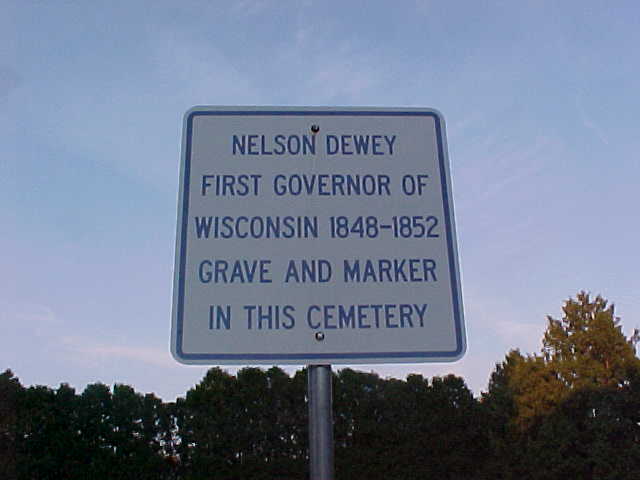 NELSON DEWEY
FIRST GOVERNOR OF
WISCONSIN 1848-1852
GRAVE AND MARKER
IN THIS CEMETERY